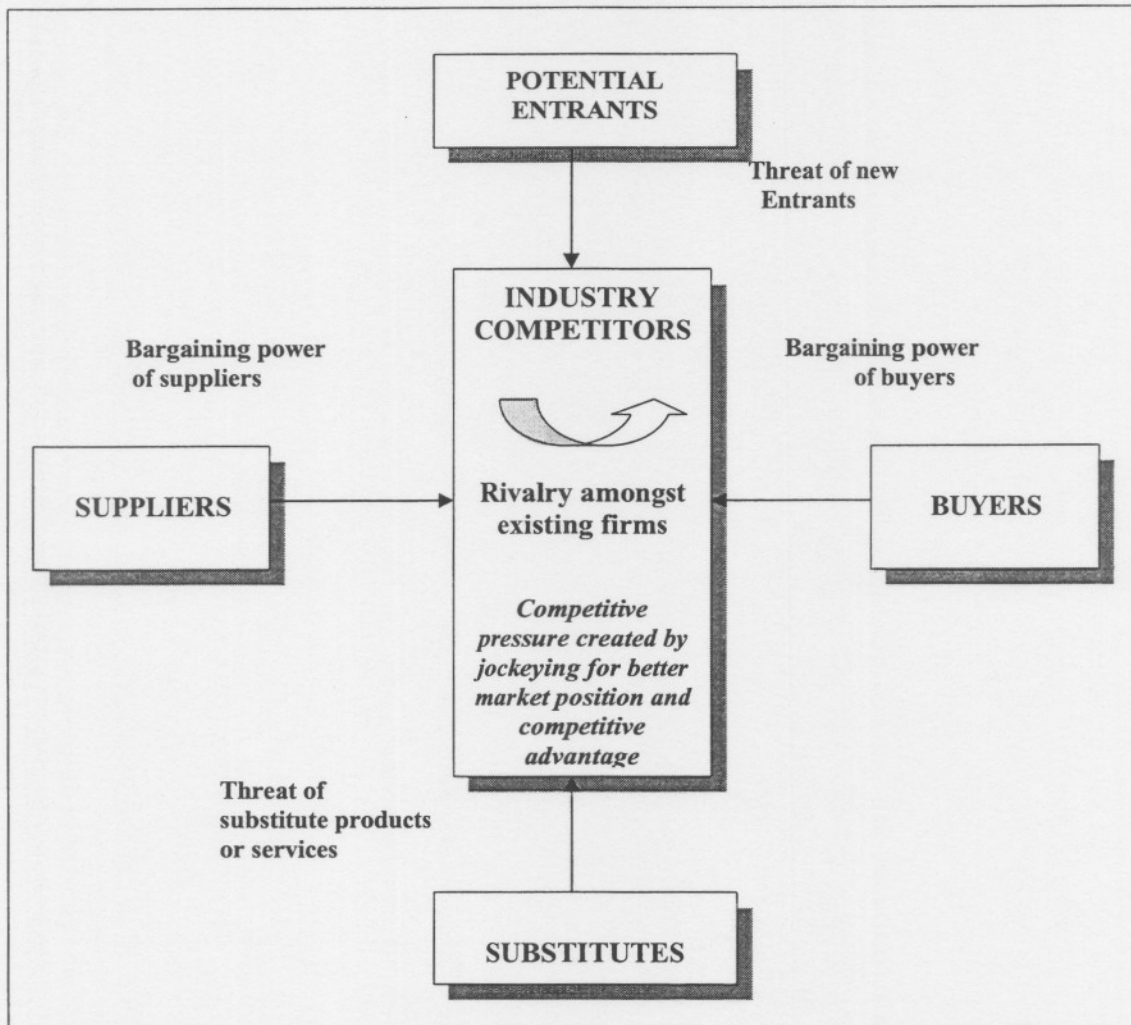 POTENTIAL
ENTRANTS
Threat of new
Entrants
INDUSTRY
COMPETITORS
Bargaining power
of suppliers
Bargaining power
of buyers
SUPPLIERS
Rivalry amongst
existing firms
BUYERS
Competitive
pressure created by
jockeying for better
market position and
competitive
advantage
Threat of
substitute products
or services
SUBSTITUTES